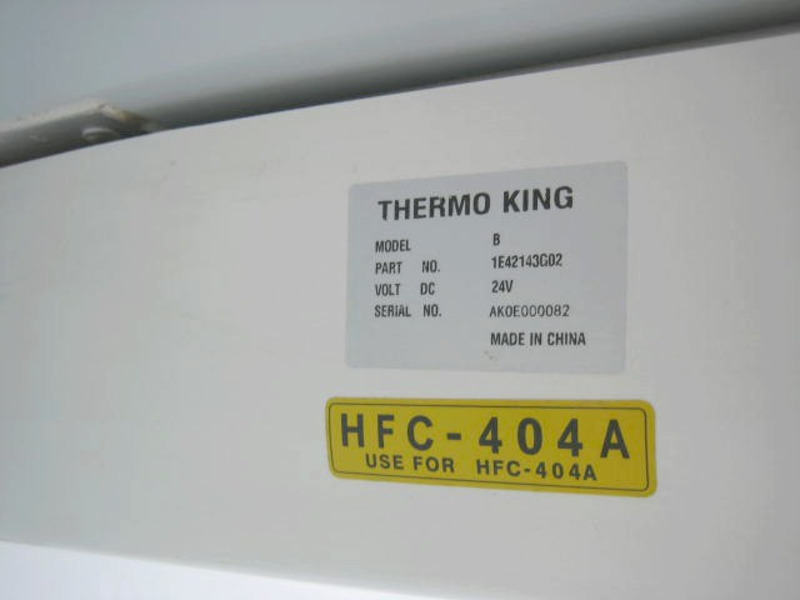 THERMO KING
MODEL B
PART NO. 1E42143G02
VOLT DC 24V
SERIAL NO. AK0E000082
MADE IN CHINA
HFC-404A
USE FOR HFC-404A